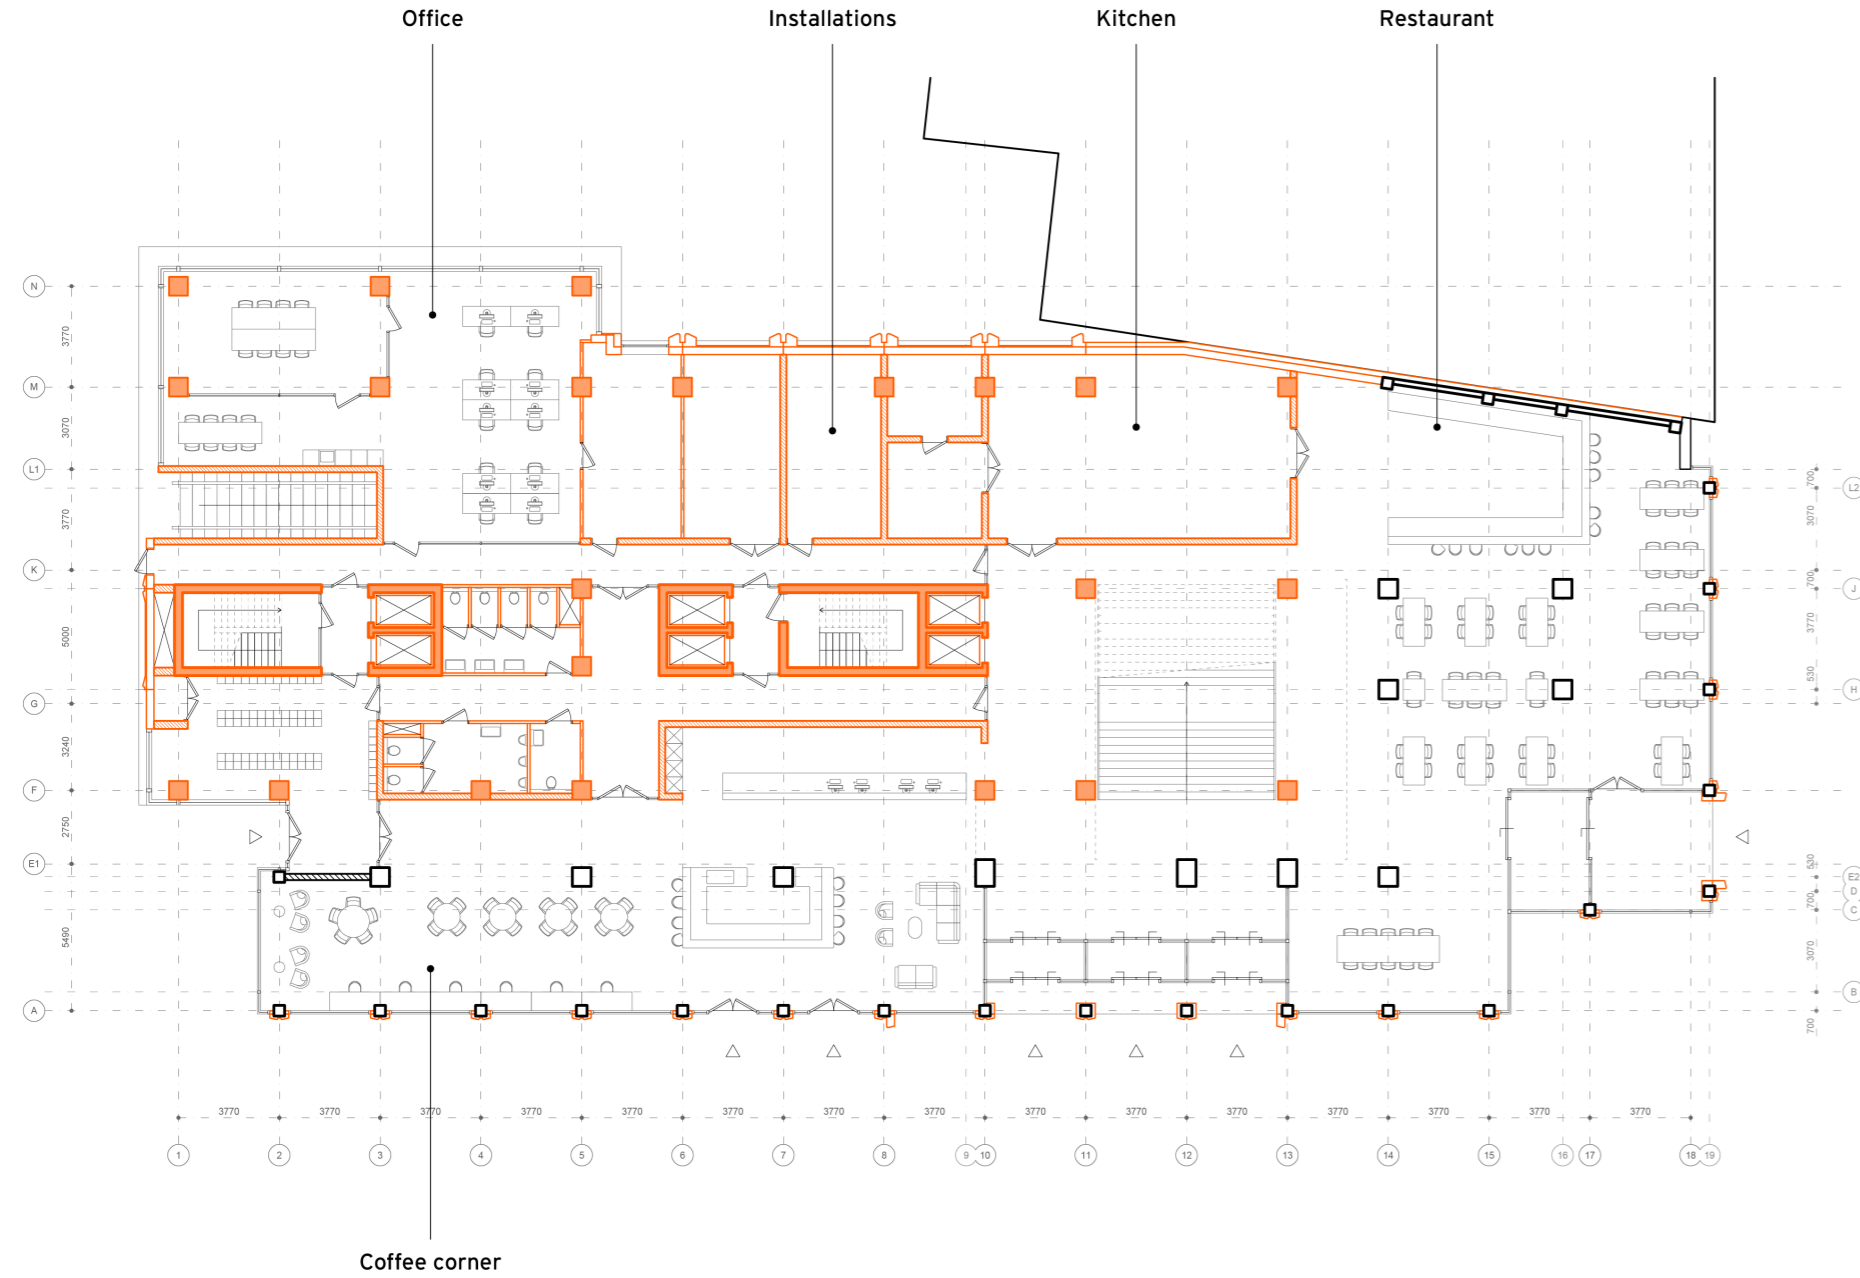 Office Installations Kitchen Restaurant
N
3770
M
3070
L1
700
L2
3770
3070
K
700
J
5000
3770
530
H
G
3240
F
2750
E1
530
E2
D
700
C
5490
3070
B
A
700
3770 3770 3770 3770 3770 3770 3770 3770 3770 3770 3770 3770 3770 3770 3770
1 2 3 4 5 6 7 8 9 10 11 12 13 14 15 16 17 18 19
Coffee corner